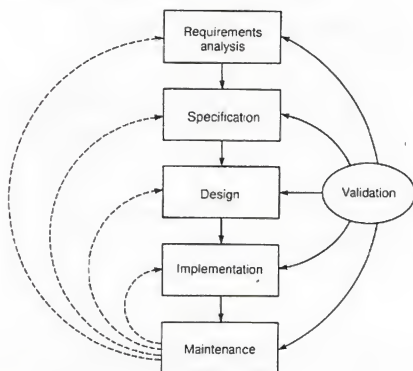 Requirements
analysis
Specification
Design
Validation
Implementation
Maintenance